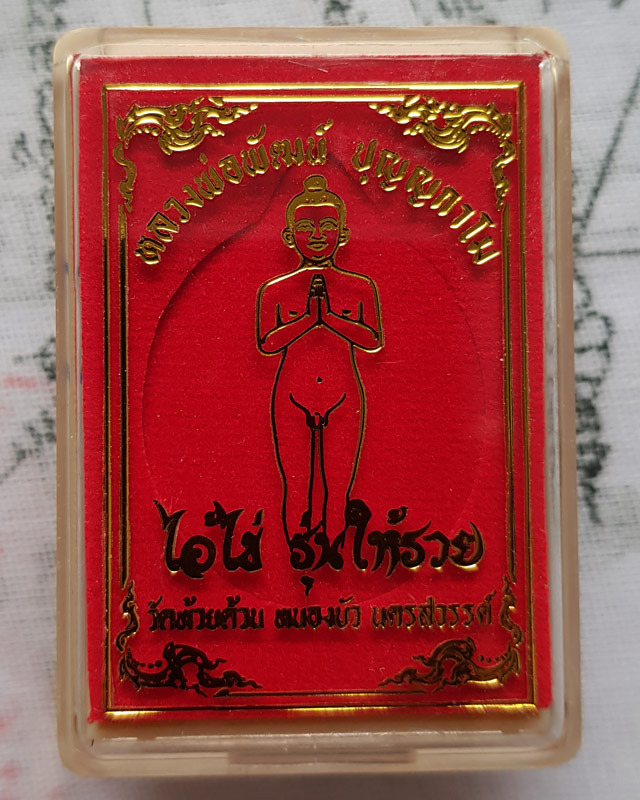 หลวงพ่อพัฒน์ ปุญญกาโม
ไอ้ไข่ รุ่นให้รวย
วัดห้วยด้วน หนองบัว นครสวรรค์